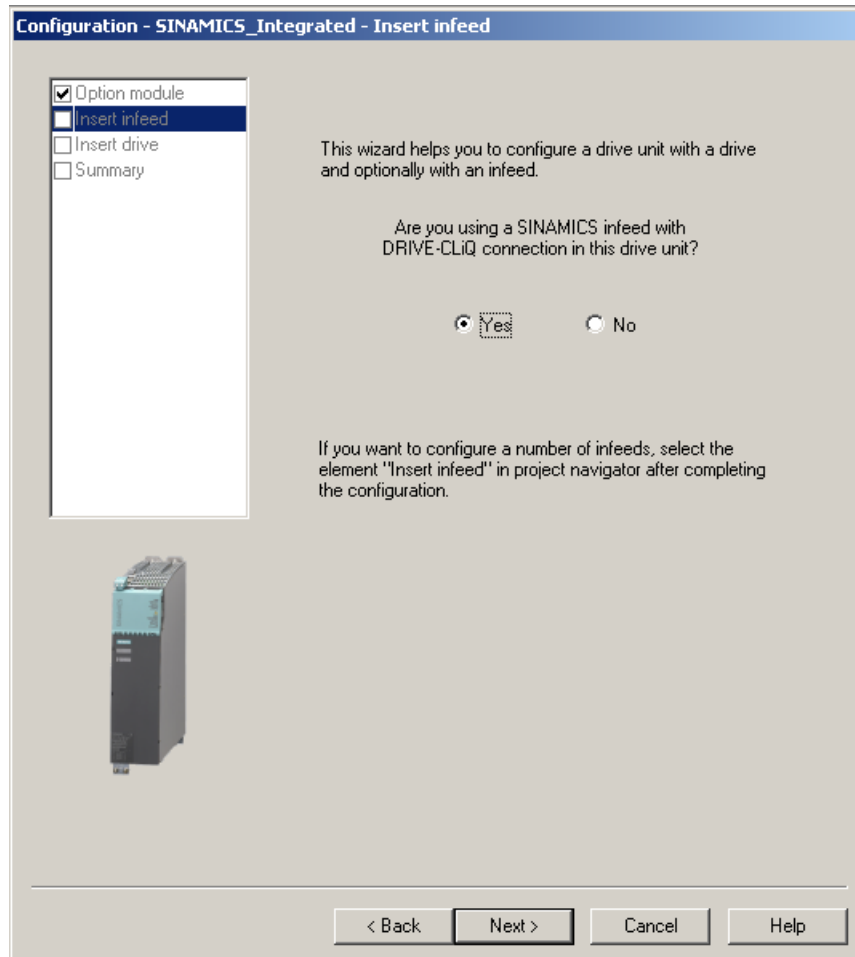 Configuration - SINAMICS_Integrated - Insert infeed
Option module
Insert infeed
Insert drive
Summary
This wizard helps you to configure a drive unit with a drive
and optionally with an infeed.
Are you using a SINAMICS infeed with
DRIVE-CLiQ connection in this drive unit?
Yes
No
If you want to configure a number of infeeds, select the
element "Insert infeed" in project navigator after completing
the configuration.
< Back
Next >
Cancel
Help